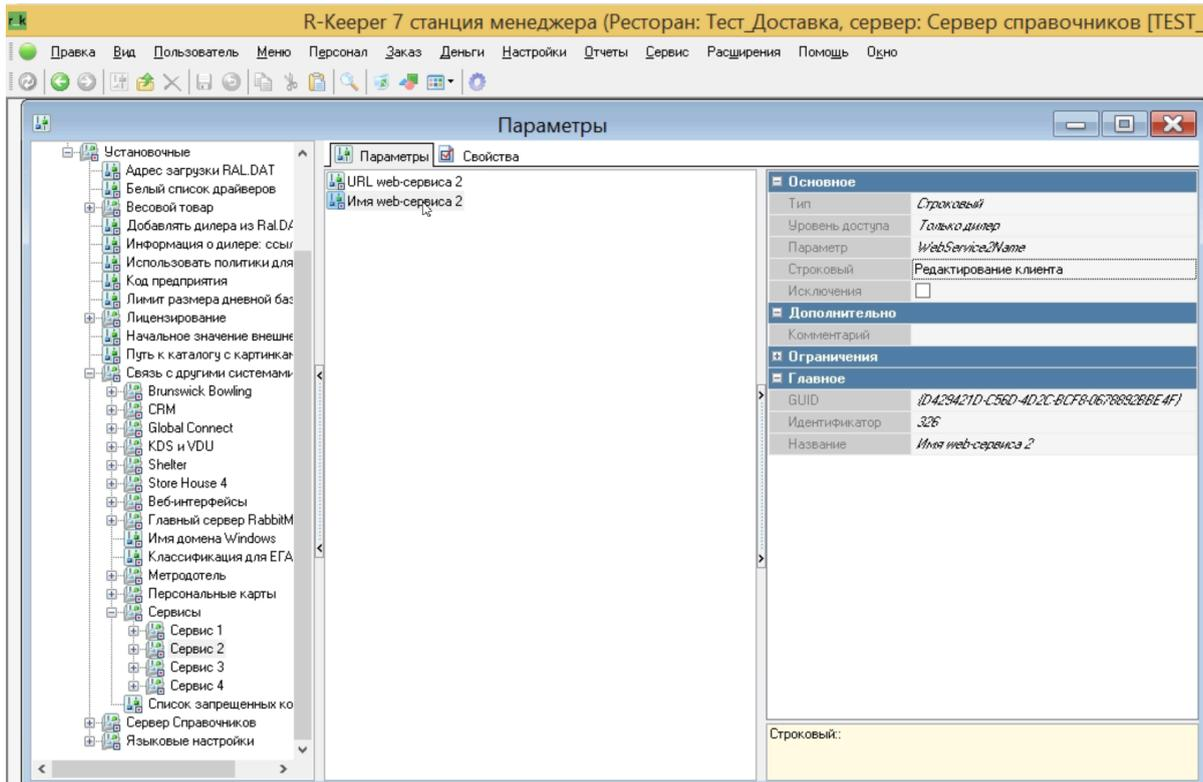 r_k R-Keeper 7 станция менеджера (Ресторан: Тест_Доставка, сервер: Сервер справочников [TEST_
Правка Вид Пользователь Меню Персонал Заказ Деньги Настройки Отчеты Сервис Расширения Помощь Окно
Параметры
Установочные
Адрес загрузки RAL.DAT
Белый список драйверов
Весовой товар
Добавлять дилера из Ral.DA
Информация о дилере: ссыл
Использовать политики для
Код предприятия
Лимит размера дневной баз
Лицензирование
Начальное значение внешне
Путь к каталогу с картинкам
Связь с другими системами
Brunswick Bowling
CRM
Global Connect
KDS и VDU
Shelter
Store House 4
Веб-интерфейсы
Главный сервер RabbitM
Имя домена Windows
Классификация для ЕГА
Метродотель
Персональные карты
Сервисы
Сервис 1
Сервис 2
Сервис 3
Сервис 4
Список запрещенных ко
Сервер Справочников
Языковые настройки
Параметры Свойства
URL web-сервиса 2
Имя web-сервиса 2
Основное
Тип Строковый
Уровень доступа Только дилер
Параметр WebService2Name
Строковый Редактирование клиента
Исключения
Дополнительно
Комментарий
Ограничения
Главное
GUID {D429421D-C56D-4D2C-BCF8-0678892BBE4F}
Идентификатор 326
Название Имя web-сервиса 2
Строковый::